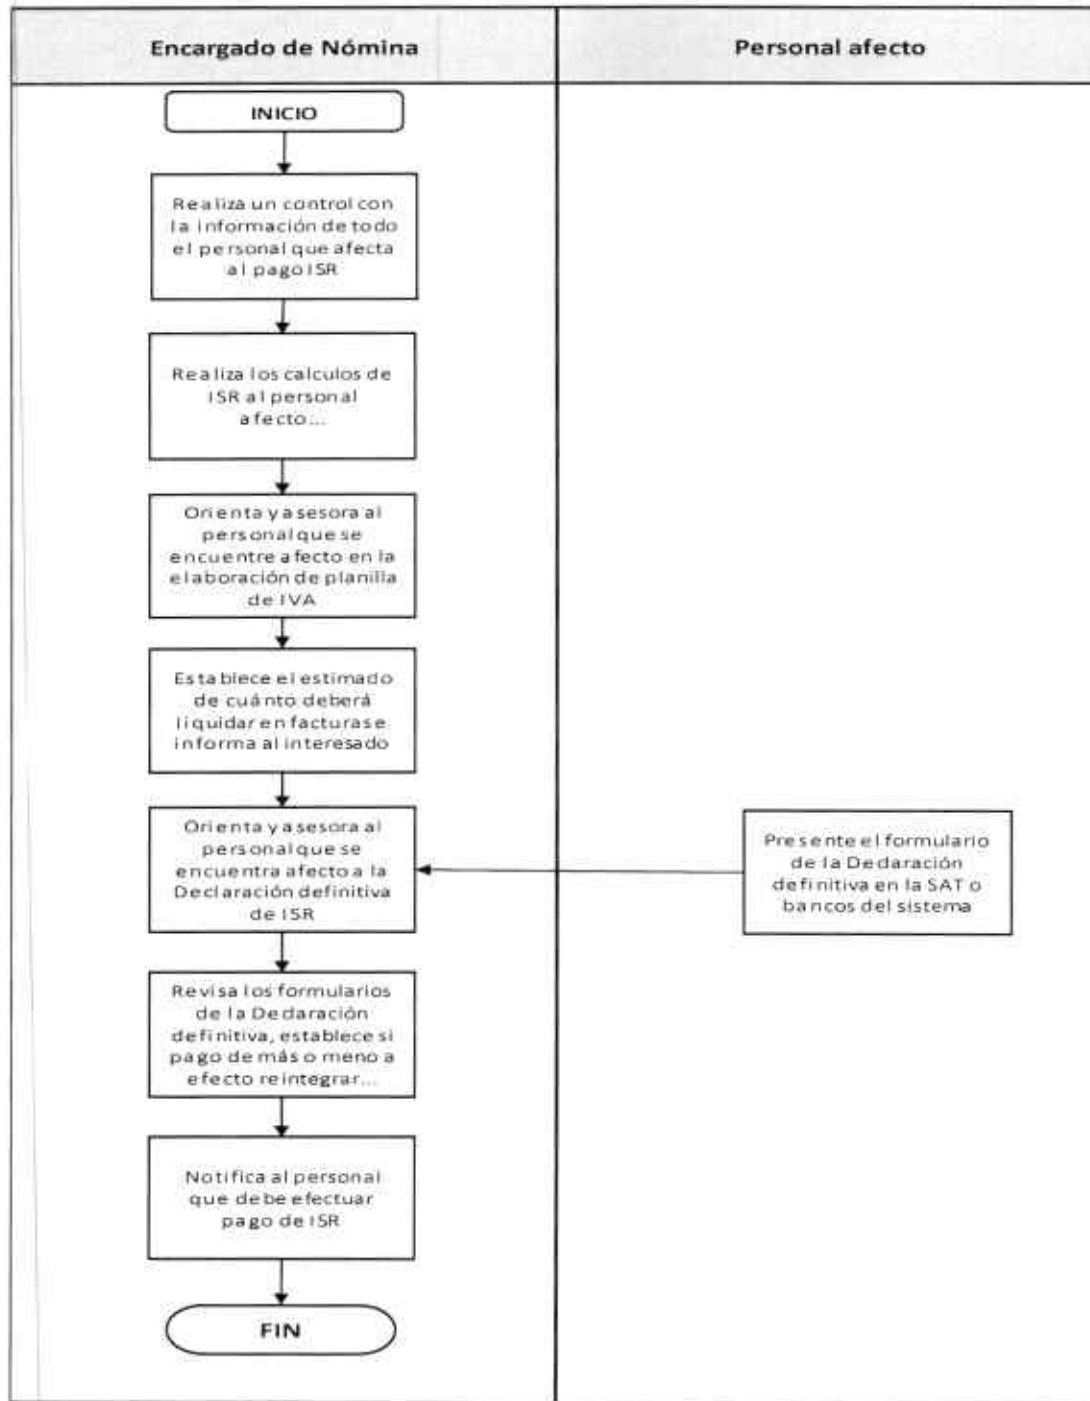 Encargado de Nómina
Personal afecto
INICIO
Realiza un control con
la información de todo
el personal que afecta
al pago ISR
Realiza los calculos de
ISR al personal
afecto...
Orienta y asesora al
personal que se
encuentre afecto en la
elaboración de planilla
de IVA
Establece el estimado
de cuánto deberá
liquidar en facturas e
informa al interesado
Orienta y asesora al
personal que se
encuentra afecto a la
Declaración definitiva
de ISR
Presente el formulario
de la Declaración
definitiva en la SAT o
bancos del sistema
Revisa los formularios
de la Declaración
definitiva, establece si
pago de más o meno a
efecto reintegrar...
Notifica al personal
que debe efectuar
pago de ISR
FIN